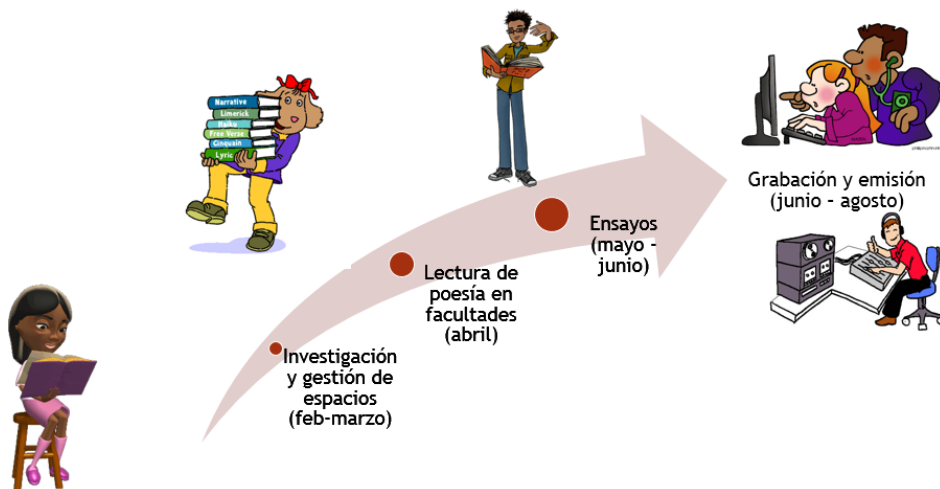 Narrative
Limerick
Haiku
Free Verse
Cinquain
Lyric
Investigación
y gestión de
espacios
(feb-marzo)
Lectura de
poesía en
facultades
(abril)
Ensayos
(mayo -
junio)
Grabación y emisión
(junio - agosto)